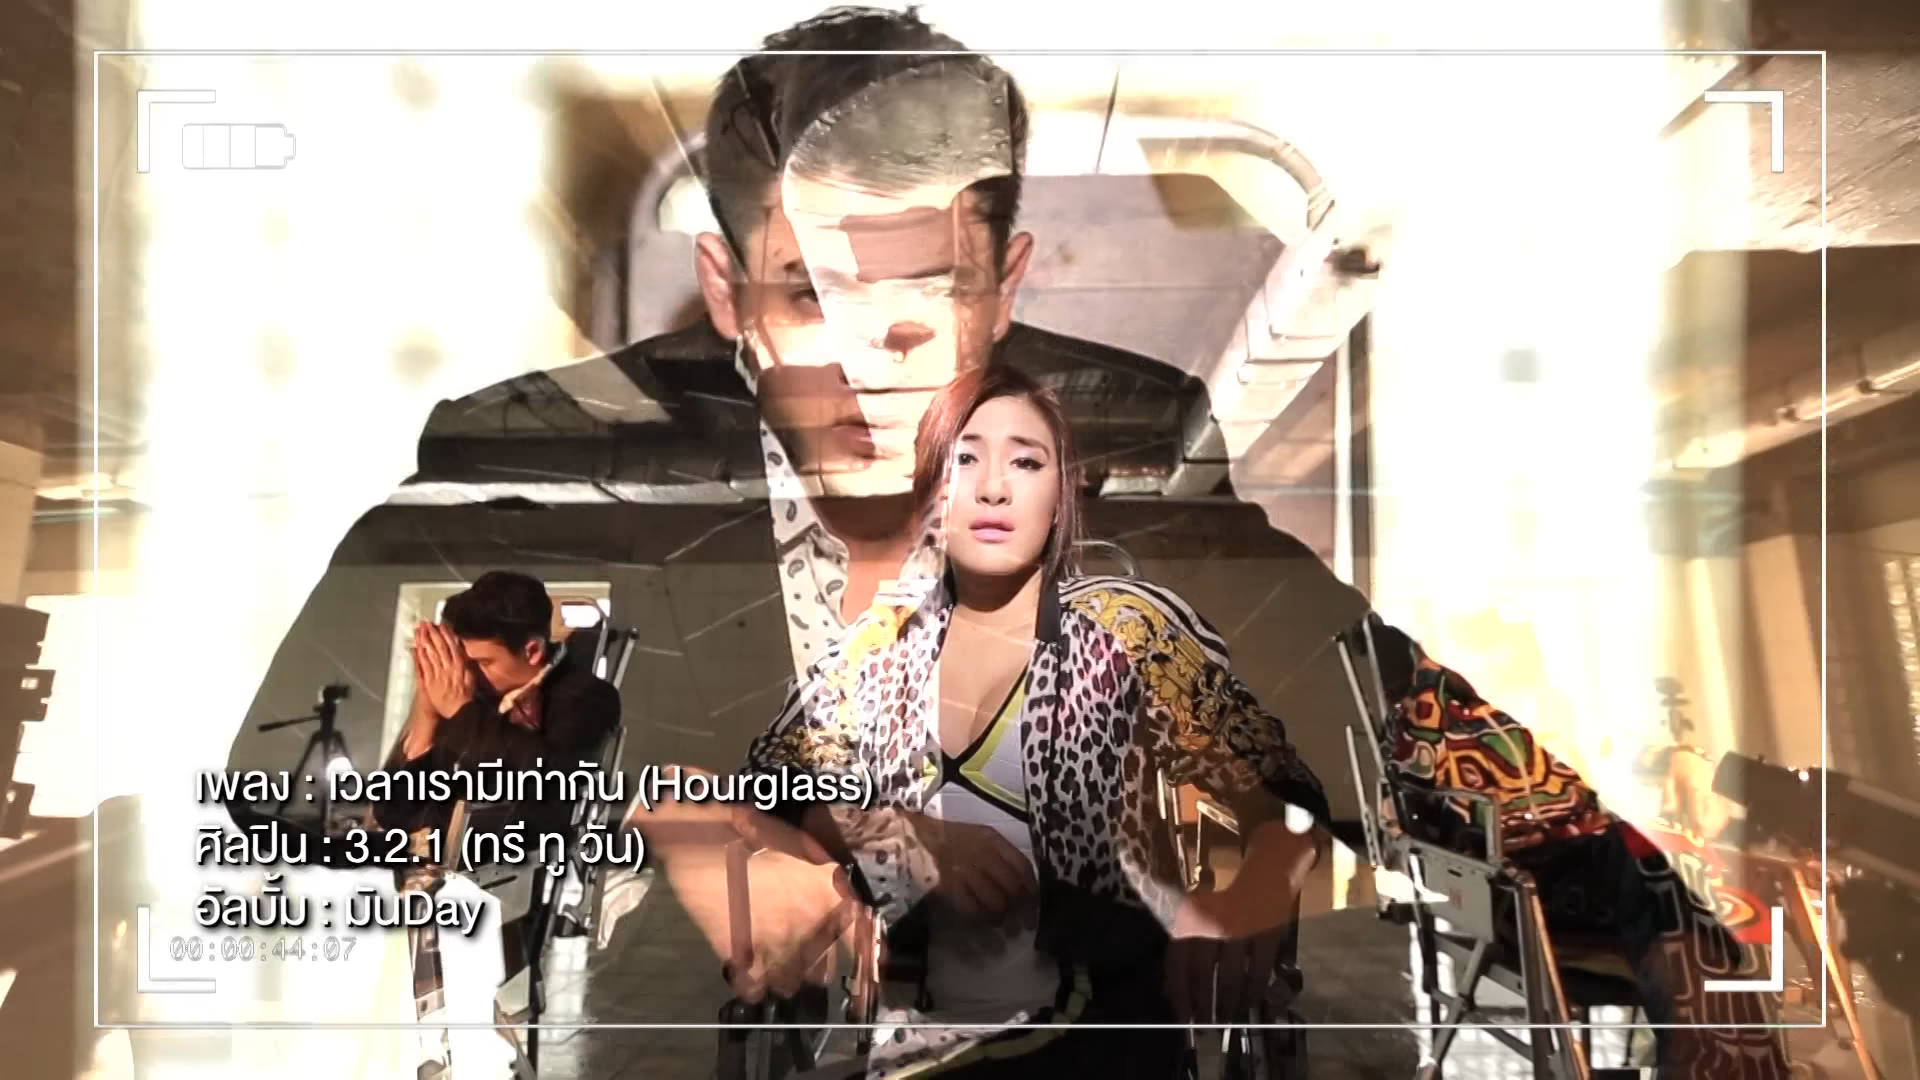 เพลง : เวลาเรามีเท่ากัน (Hourglass)
ศิลปิน : 3.2.1 (ทรี ทู วัน)
อัลบั้ม : มันDay
00:00:44:07